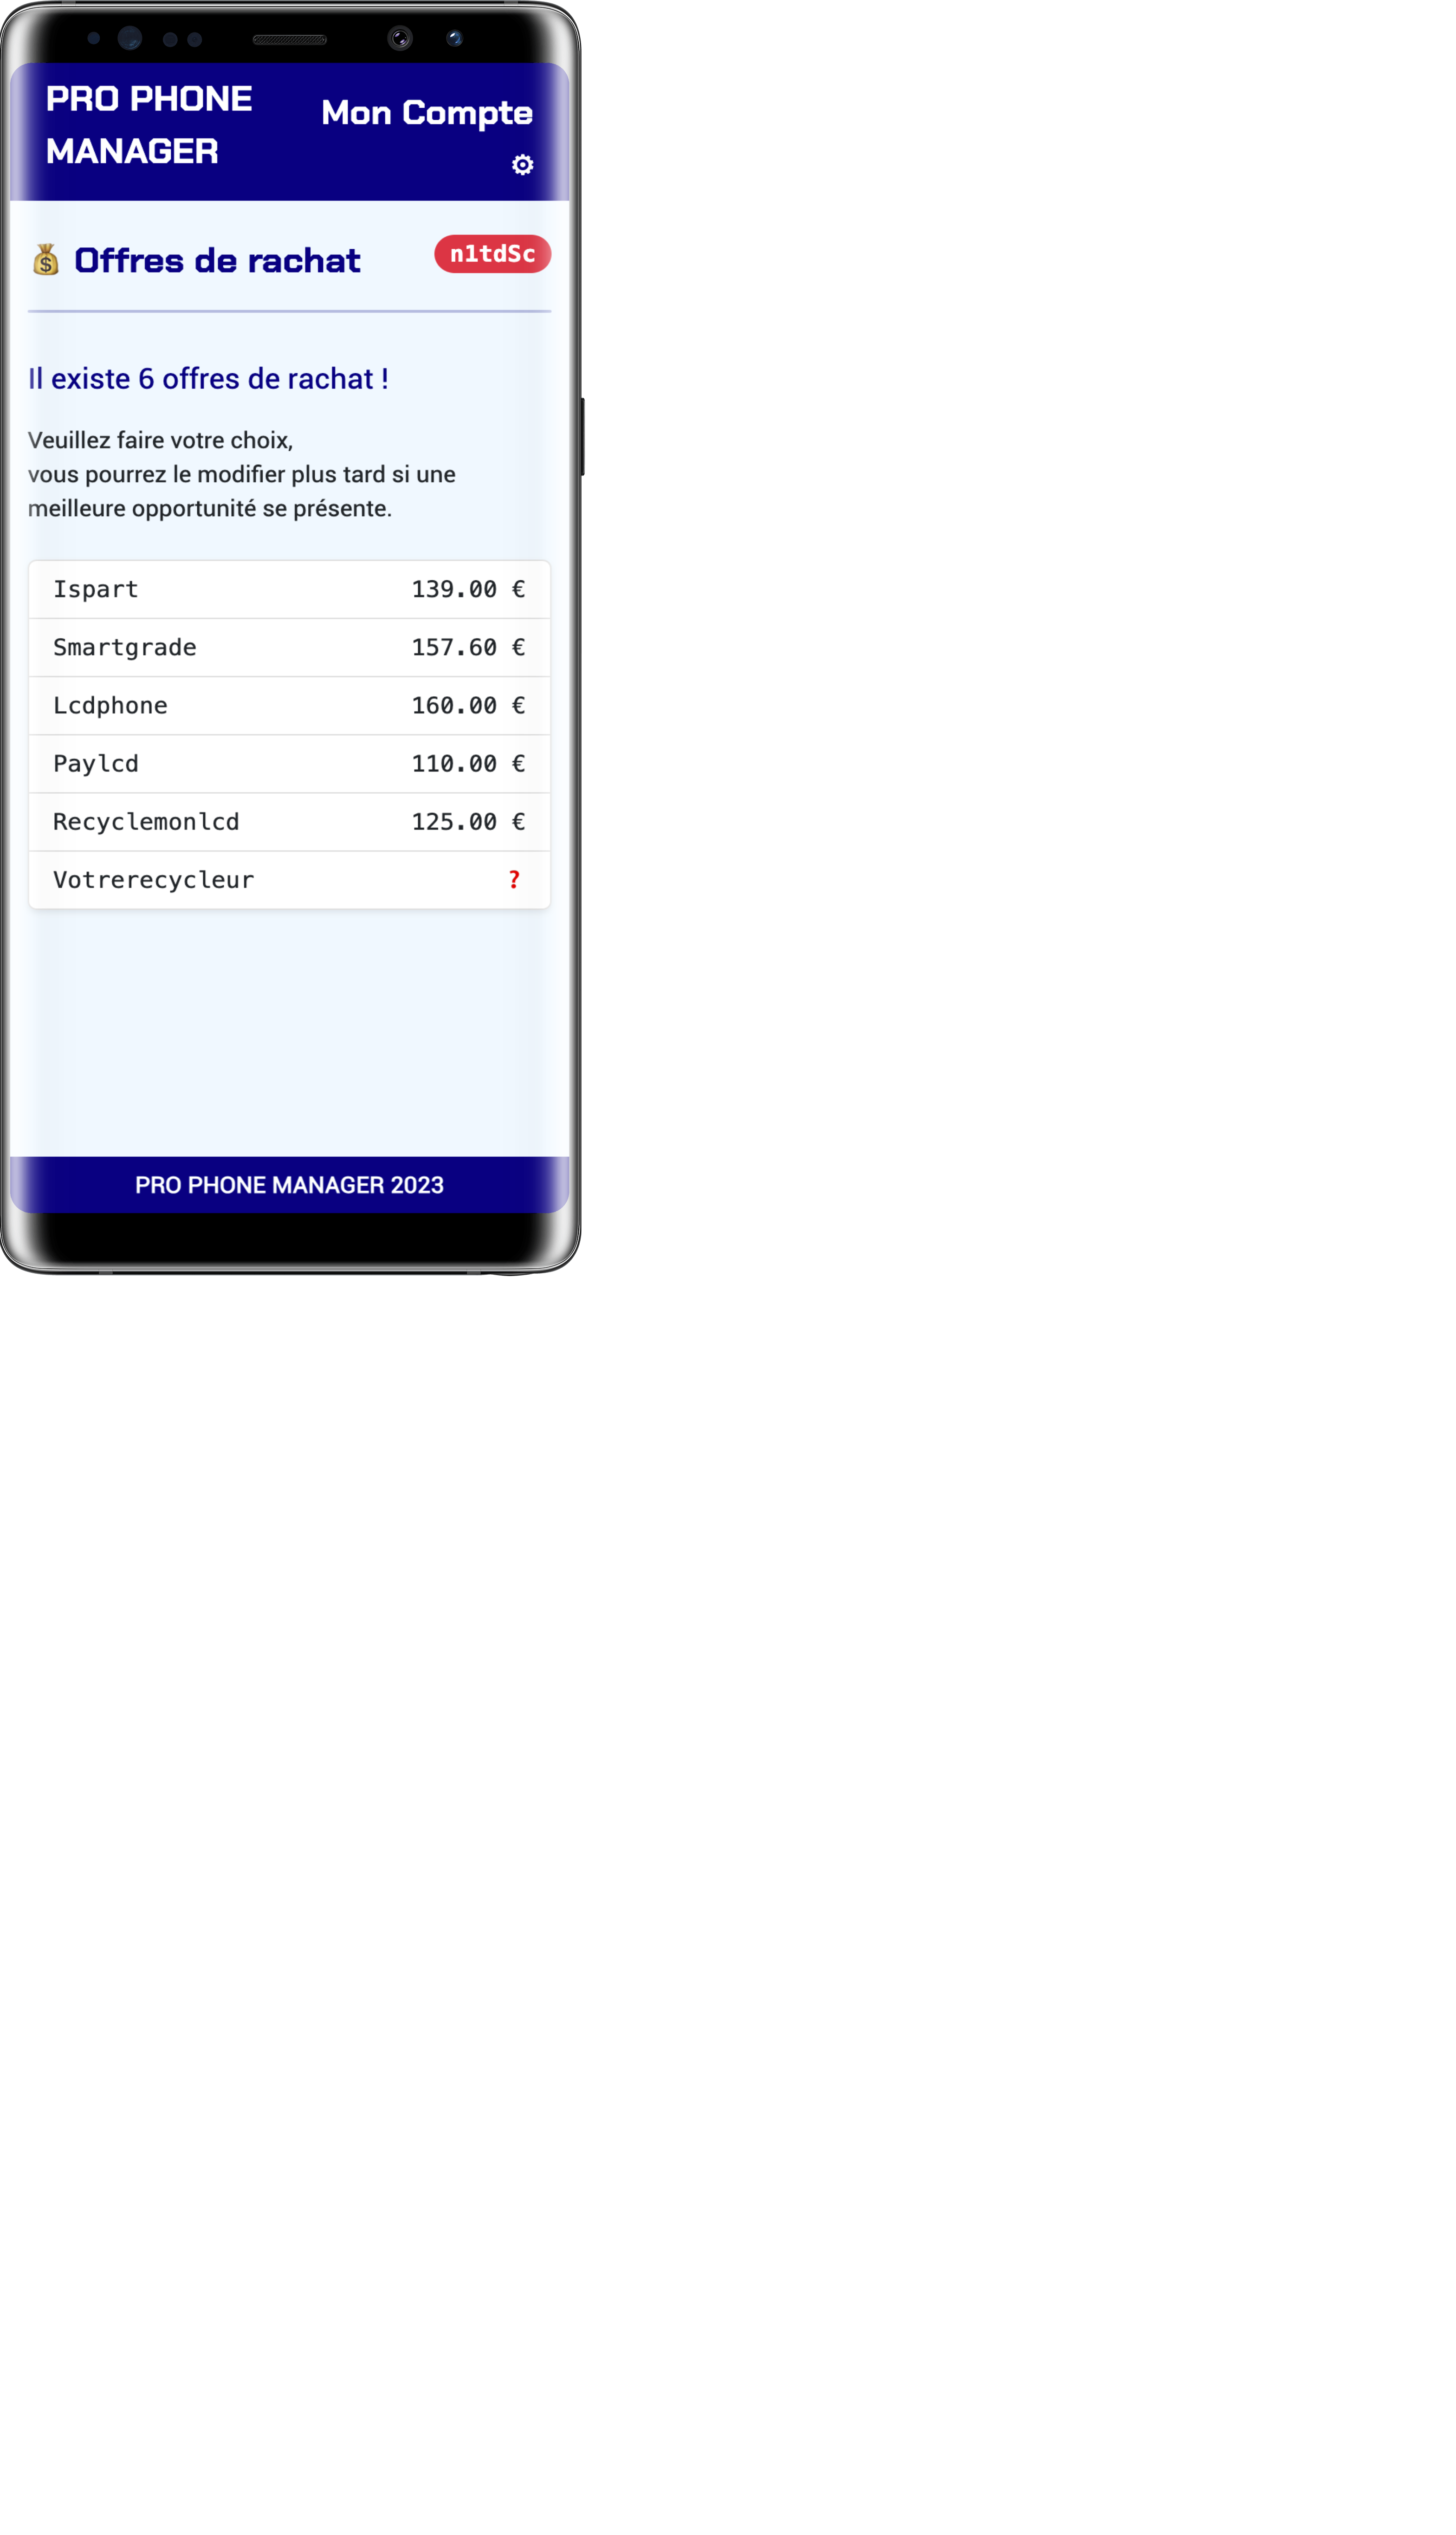 PRO PHONE
MANAGER
Mon Compte
⚙
💰 Offres de rachat
n1tdSc
Il existe 6 offres de rachat !
Veuillez faire votre choix,
vous pourrez le modifier plus tard si une
meilleure opportunité se présente.
Ispart 139.00 €
Smartgrade 157.60 €
Lcdphone 160.00 €
Paylcd 110.00 €
Recyclemonlcd 125.00 €
Votrerecycleur ?
PRO PHONE MANAGER 2023